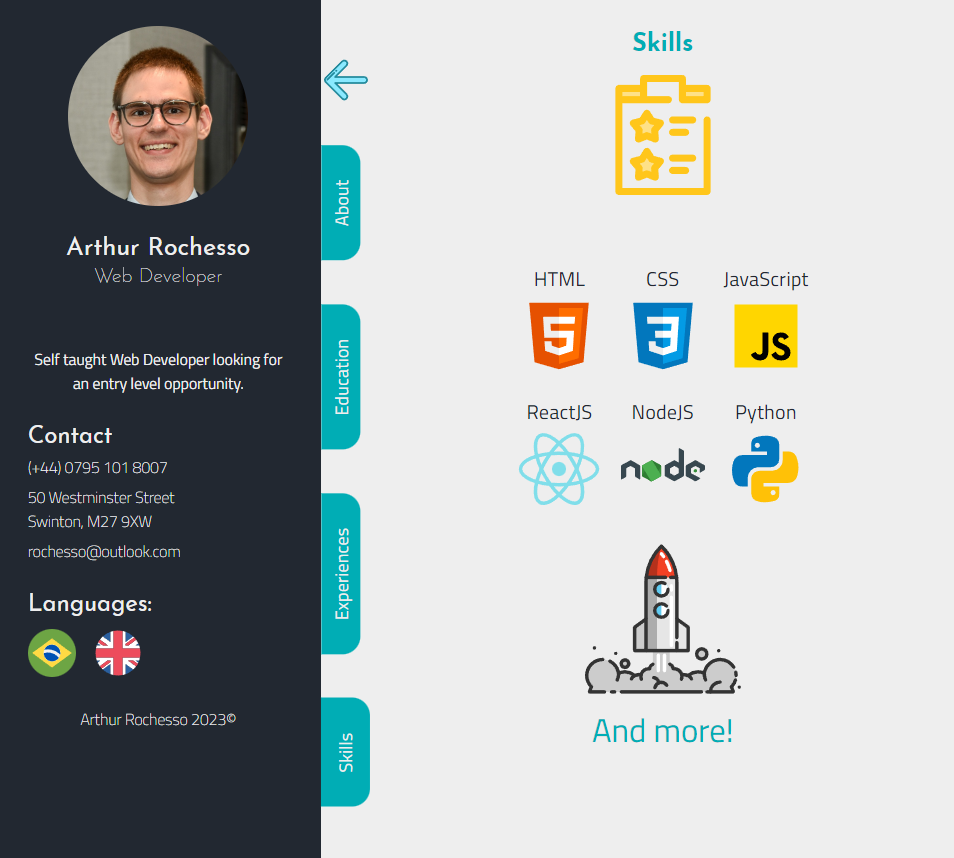 Arthur Rochesso
Web Developer
Self taught Web Developer looking for
an entry level opportunity.
Contact
(+44) 0795 101 8007
50 Westminster Street
Swinton, M27 9XW
rochesso@outlook.com
Languages:
Arthur Rochesso 2023©
About
Education
Experiences
Skills
Skills
HTML
CSS
JavaScript
5
3
JS
ReactJS
NodeJS
Python
node
And more!